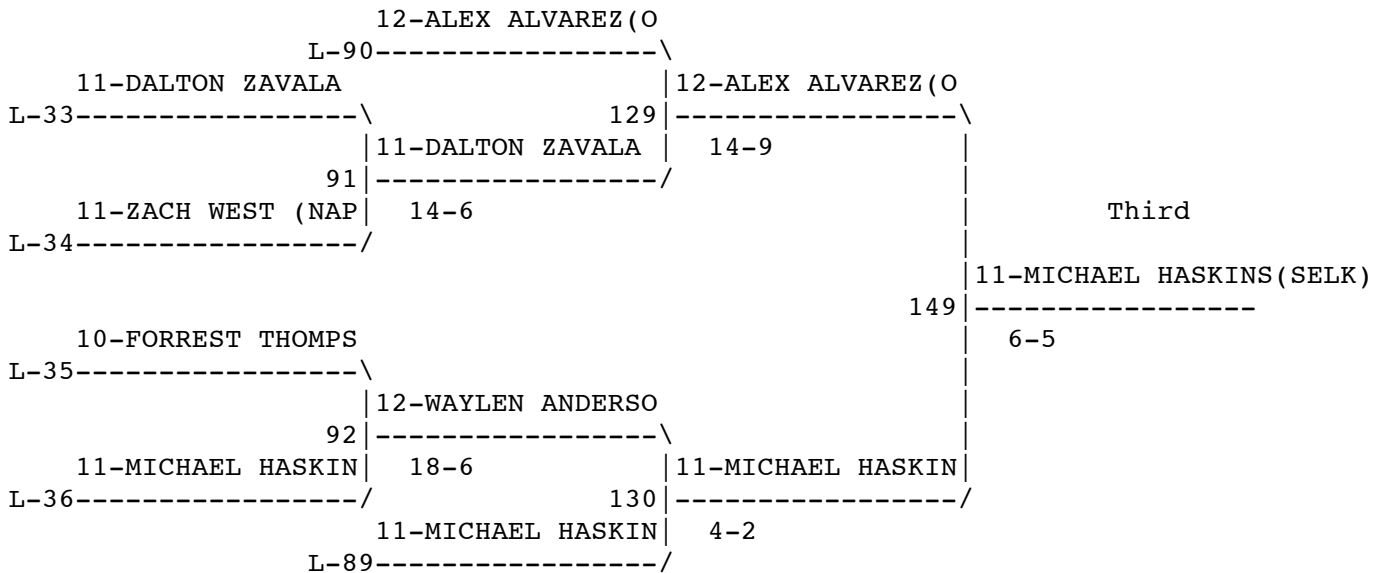 12-ALEX ALVAREZ(O
L-90-----------------\
11-DALTON ZAVALA |12-ALEX ALVAREZ(O
L-33-----------------\ 129|-----------------\
|11-DALTON ZAVALA | 14-9 |
91|-----------------/ |
11-ZACH WEST (NAP| 14-6 | Third
L-34-----------------/ |
|11-MICHAEL HASKINS(SELK)
149|-----------------
10-FORREST THOMPS | 6-5
L-35-----------------\ |
|12-WAYLEN ANDERSO |
92|-----------------\ |
11-MICHAEL HASKIN| 18-6 |11-MICHAEL HASKIN|
L-36-----------------/ 130|-----------------/
11-MICHAEL HASKIN| 4-2
L-89-----------------/